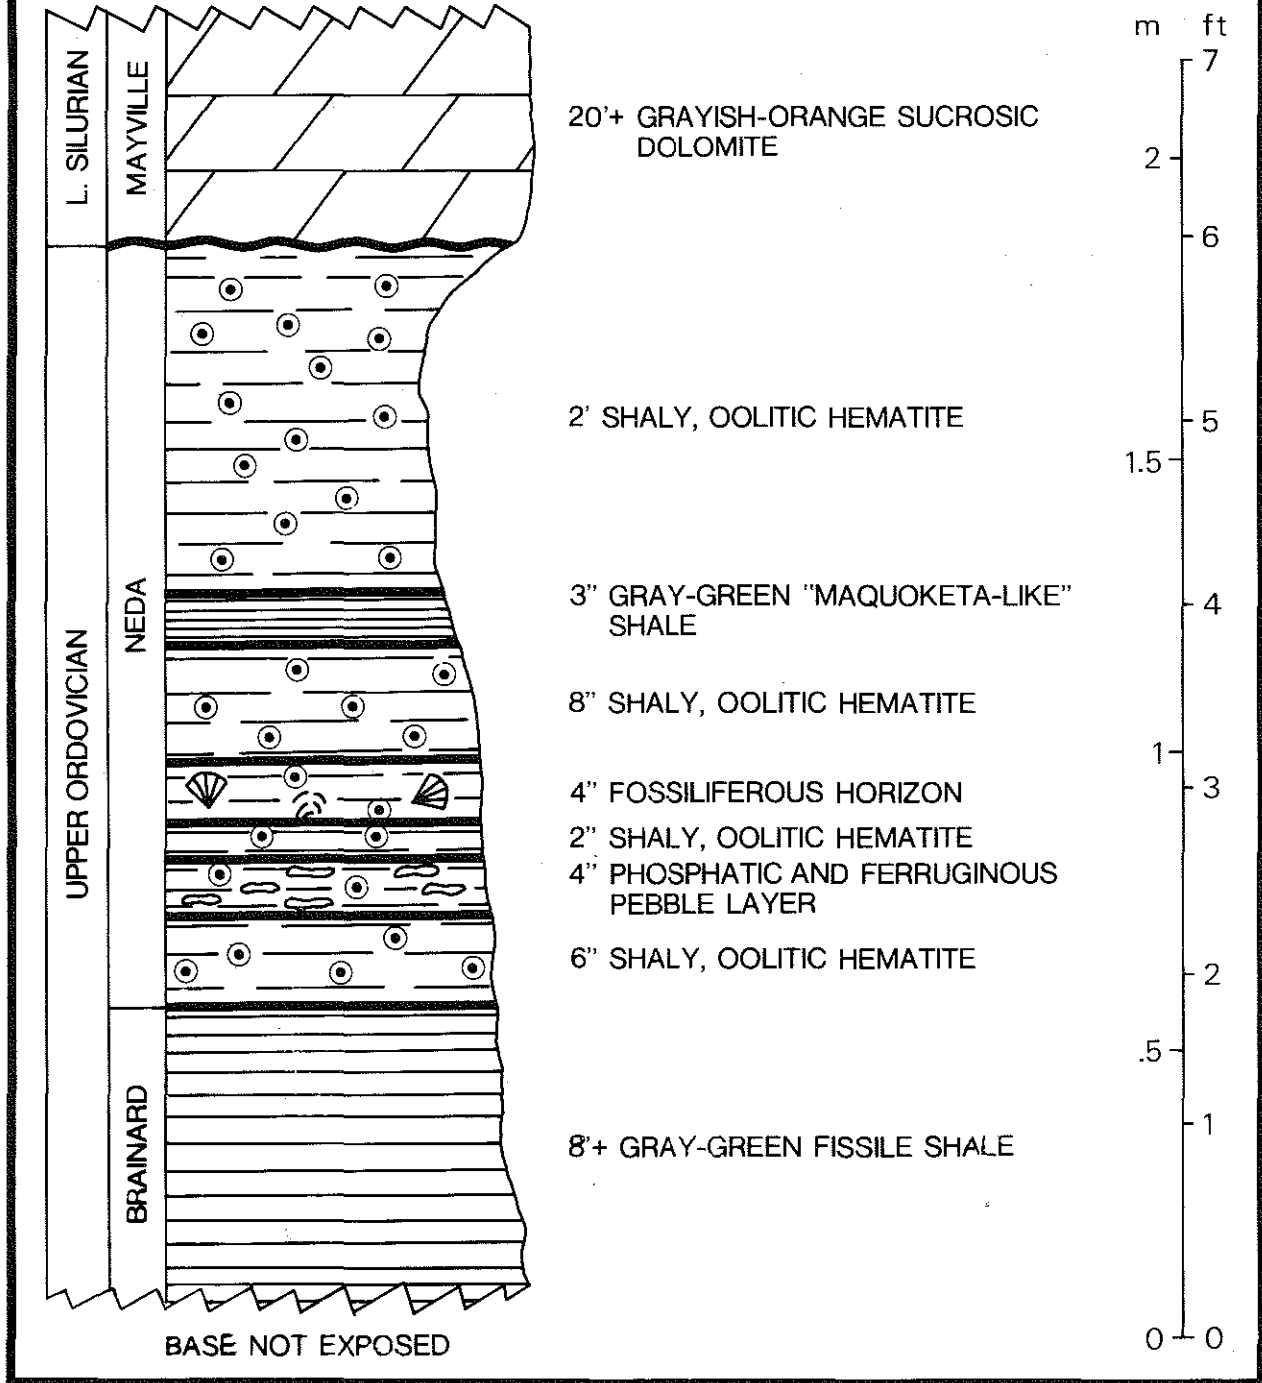 m ft
7
L. SILURIAN
MAYVILLE
20'+ GRAYISH-ORANGE SUCROSIC
DOLOMITE
2
6
UPPER ORDOVICIAN
NEDA
2' SHALY, OOLITIC HEMATITE
5
1.5
3" GRAY-GREEN "MAQUOKETA-LIKE"
SHALE
4
8" SHALY, OOLITIC HEMATITE
1
4" FOSSILIFEROUS HORIZON
3
2" SHALY, OOLITIC HEMATITE
4" PHOSPHATIC AND FERRUGINOUS
PEBBLE LAYER
6" SHALY, OOLITIC HEMATITE
2
.5
BRAINARD
1
8'+ GRAY-GREEN FISSILE SHALE
BASE NOT EXPOSED
0 0